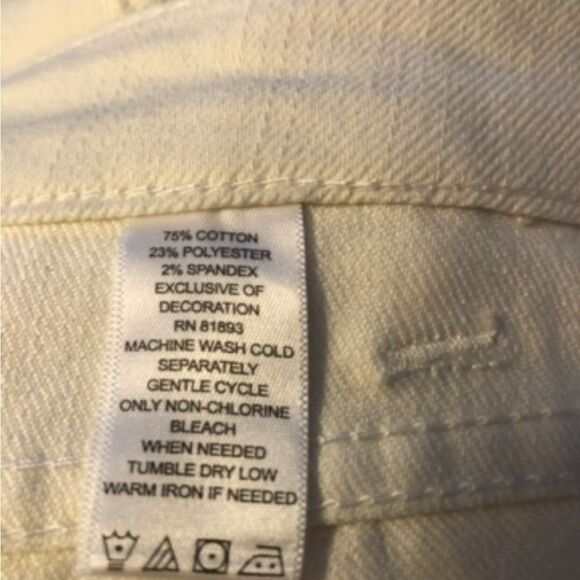 75% COTTON
23% POLYESTER
2% SPANDEX
EXCLUSIVE OF
DECORATION
RN 81893
MACHINE WASH COLD
SEPARATELY
GENTLE CYCLE
ONLY NON-CHLORINE
BLEACH
WHEN NEEDED
TUMBLE DRY LOW
WARM IRON IF NEEDED